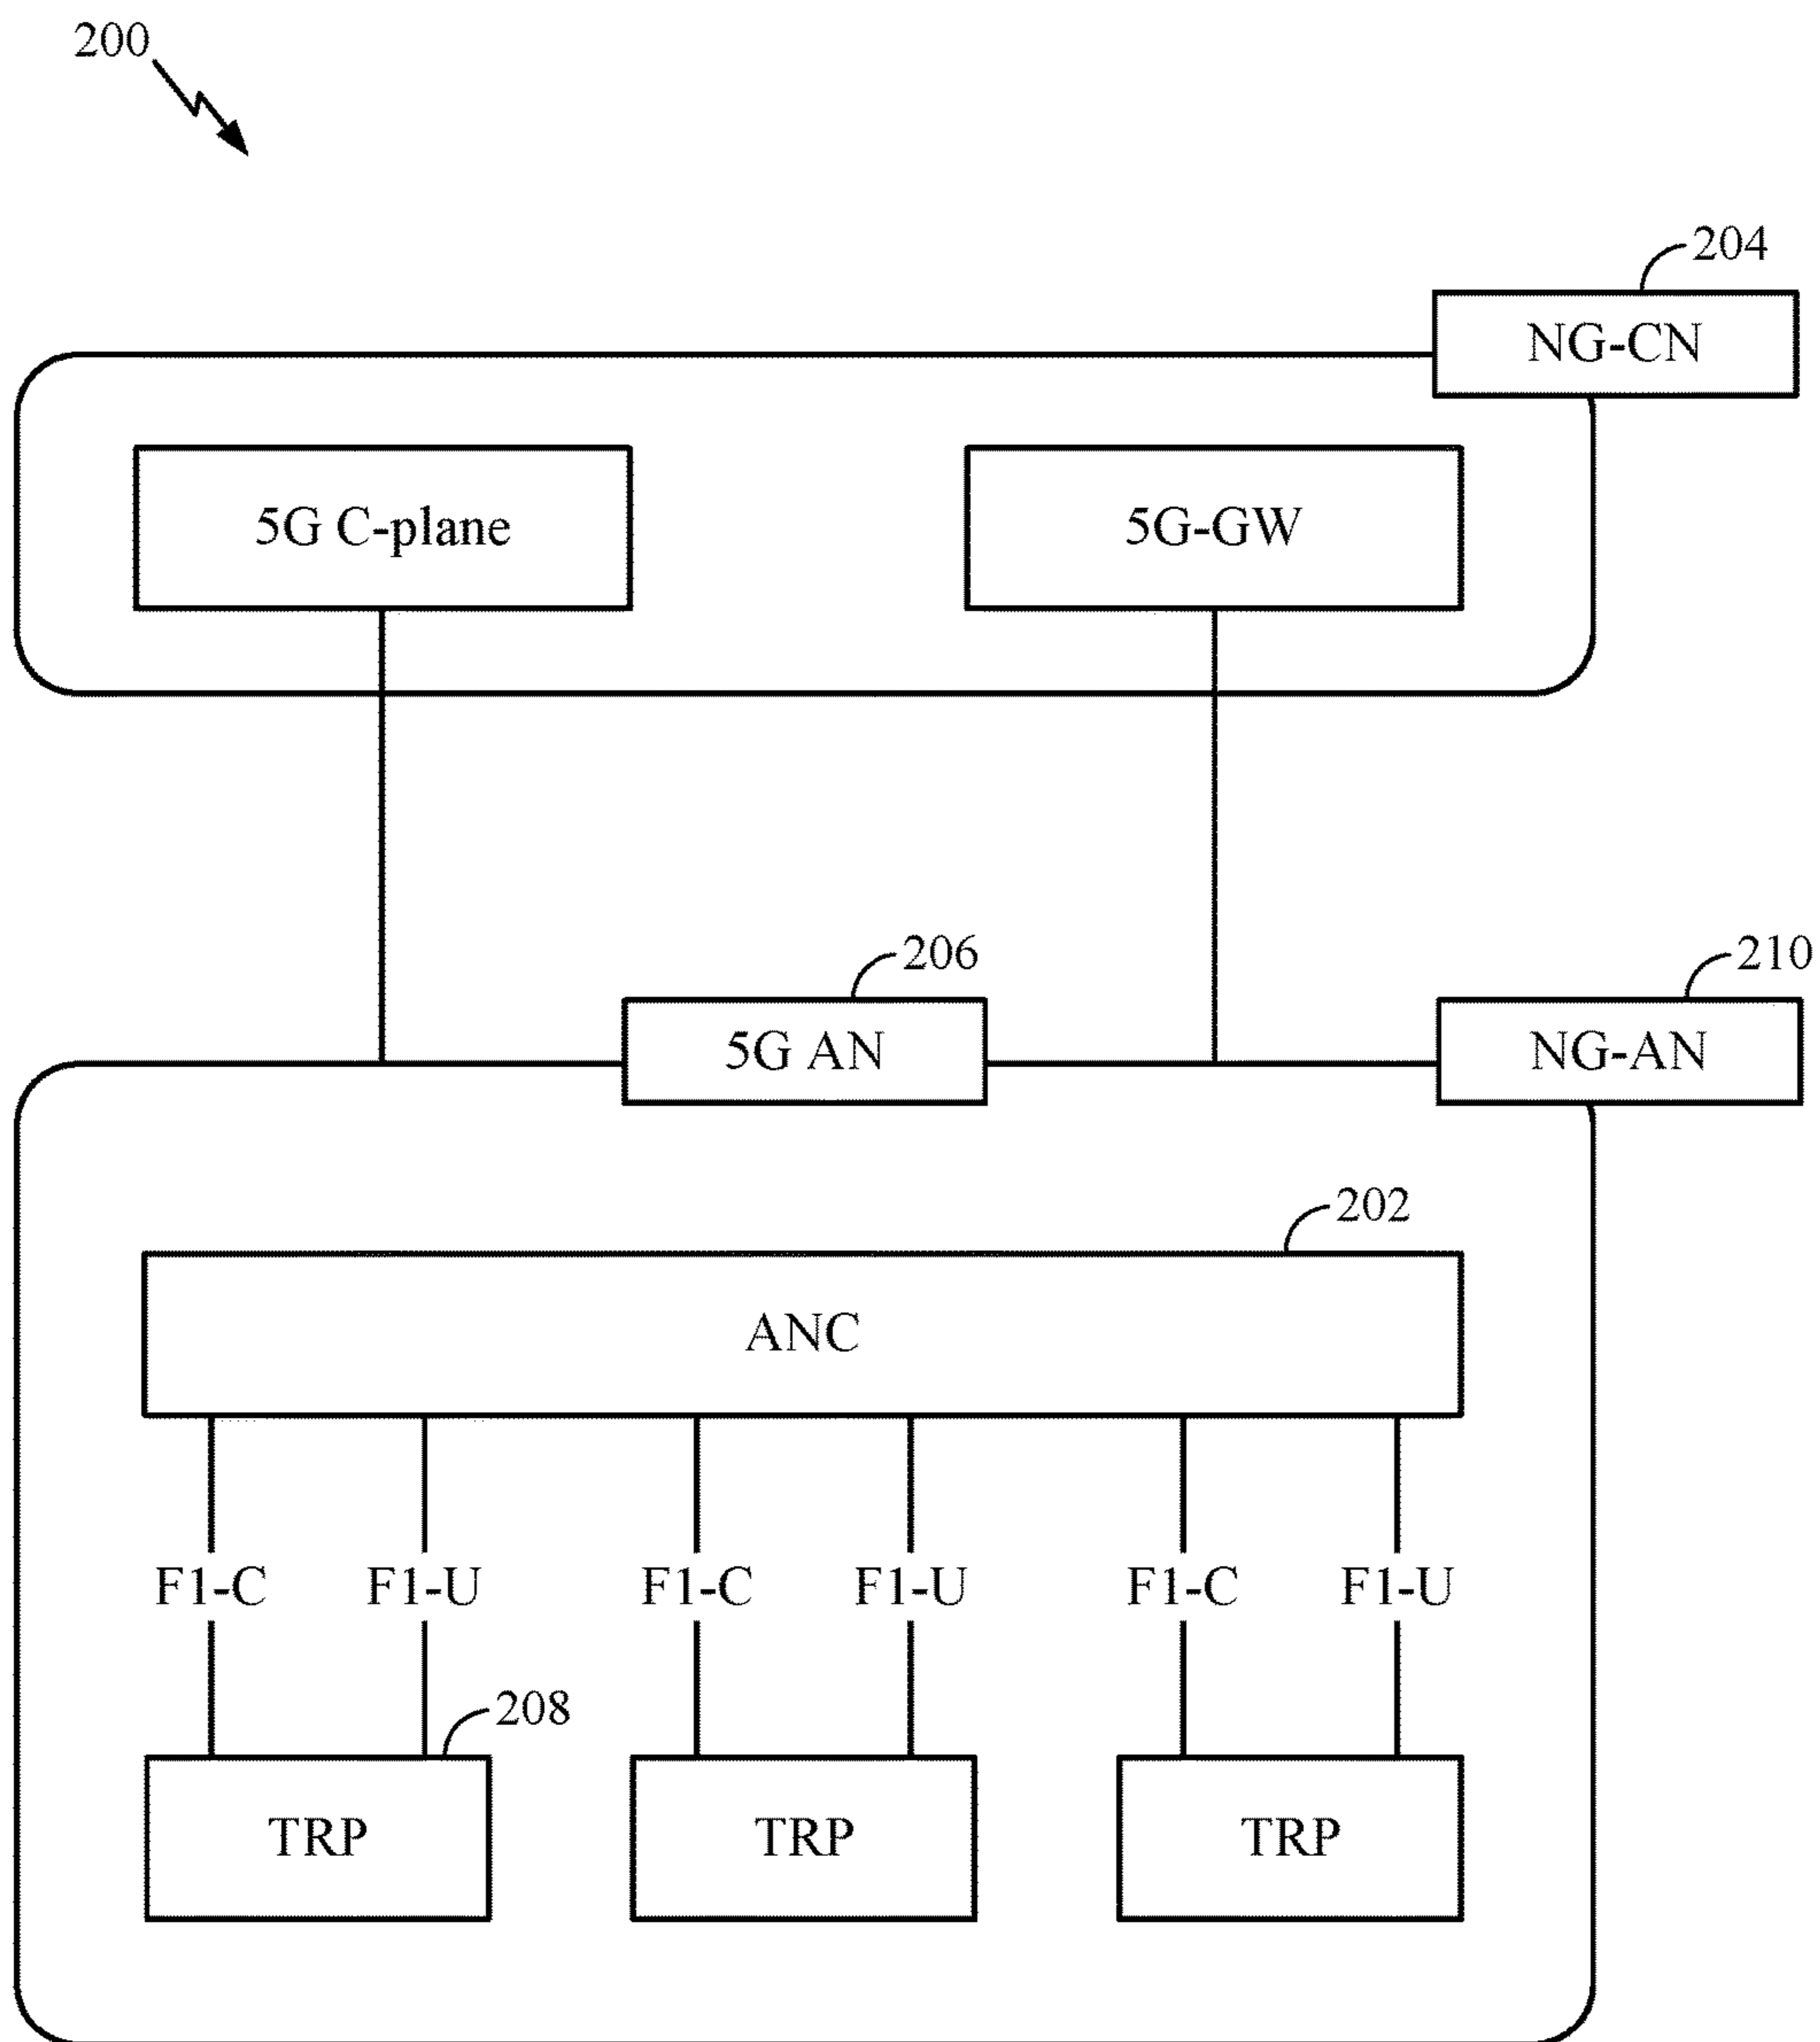 200
204
NG-CN
5G C-plane
5G-GW
206
210
5G AN
NG-AN
202
ANC
F1-C
F1-U
F1-C
F1-U
F1-C
F1-U
208
TRP
TRP
TRP